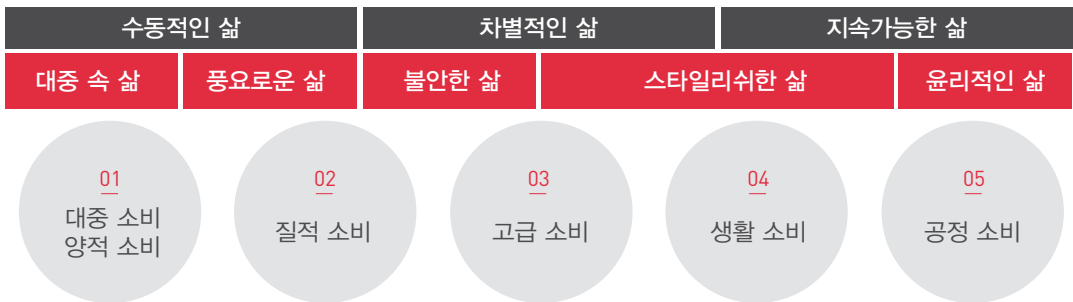 수동적인 삶
차별적인 삶
지속가능한 삶
대중 속 삶
풍요로운 삶
불안한 삶
스타일리쉬한 삶
윤리적인 삶
01
대중 소비
양적 소비
02
질적 소비
03
고급 소비
04
생활 소비
05
공정 소비